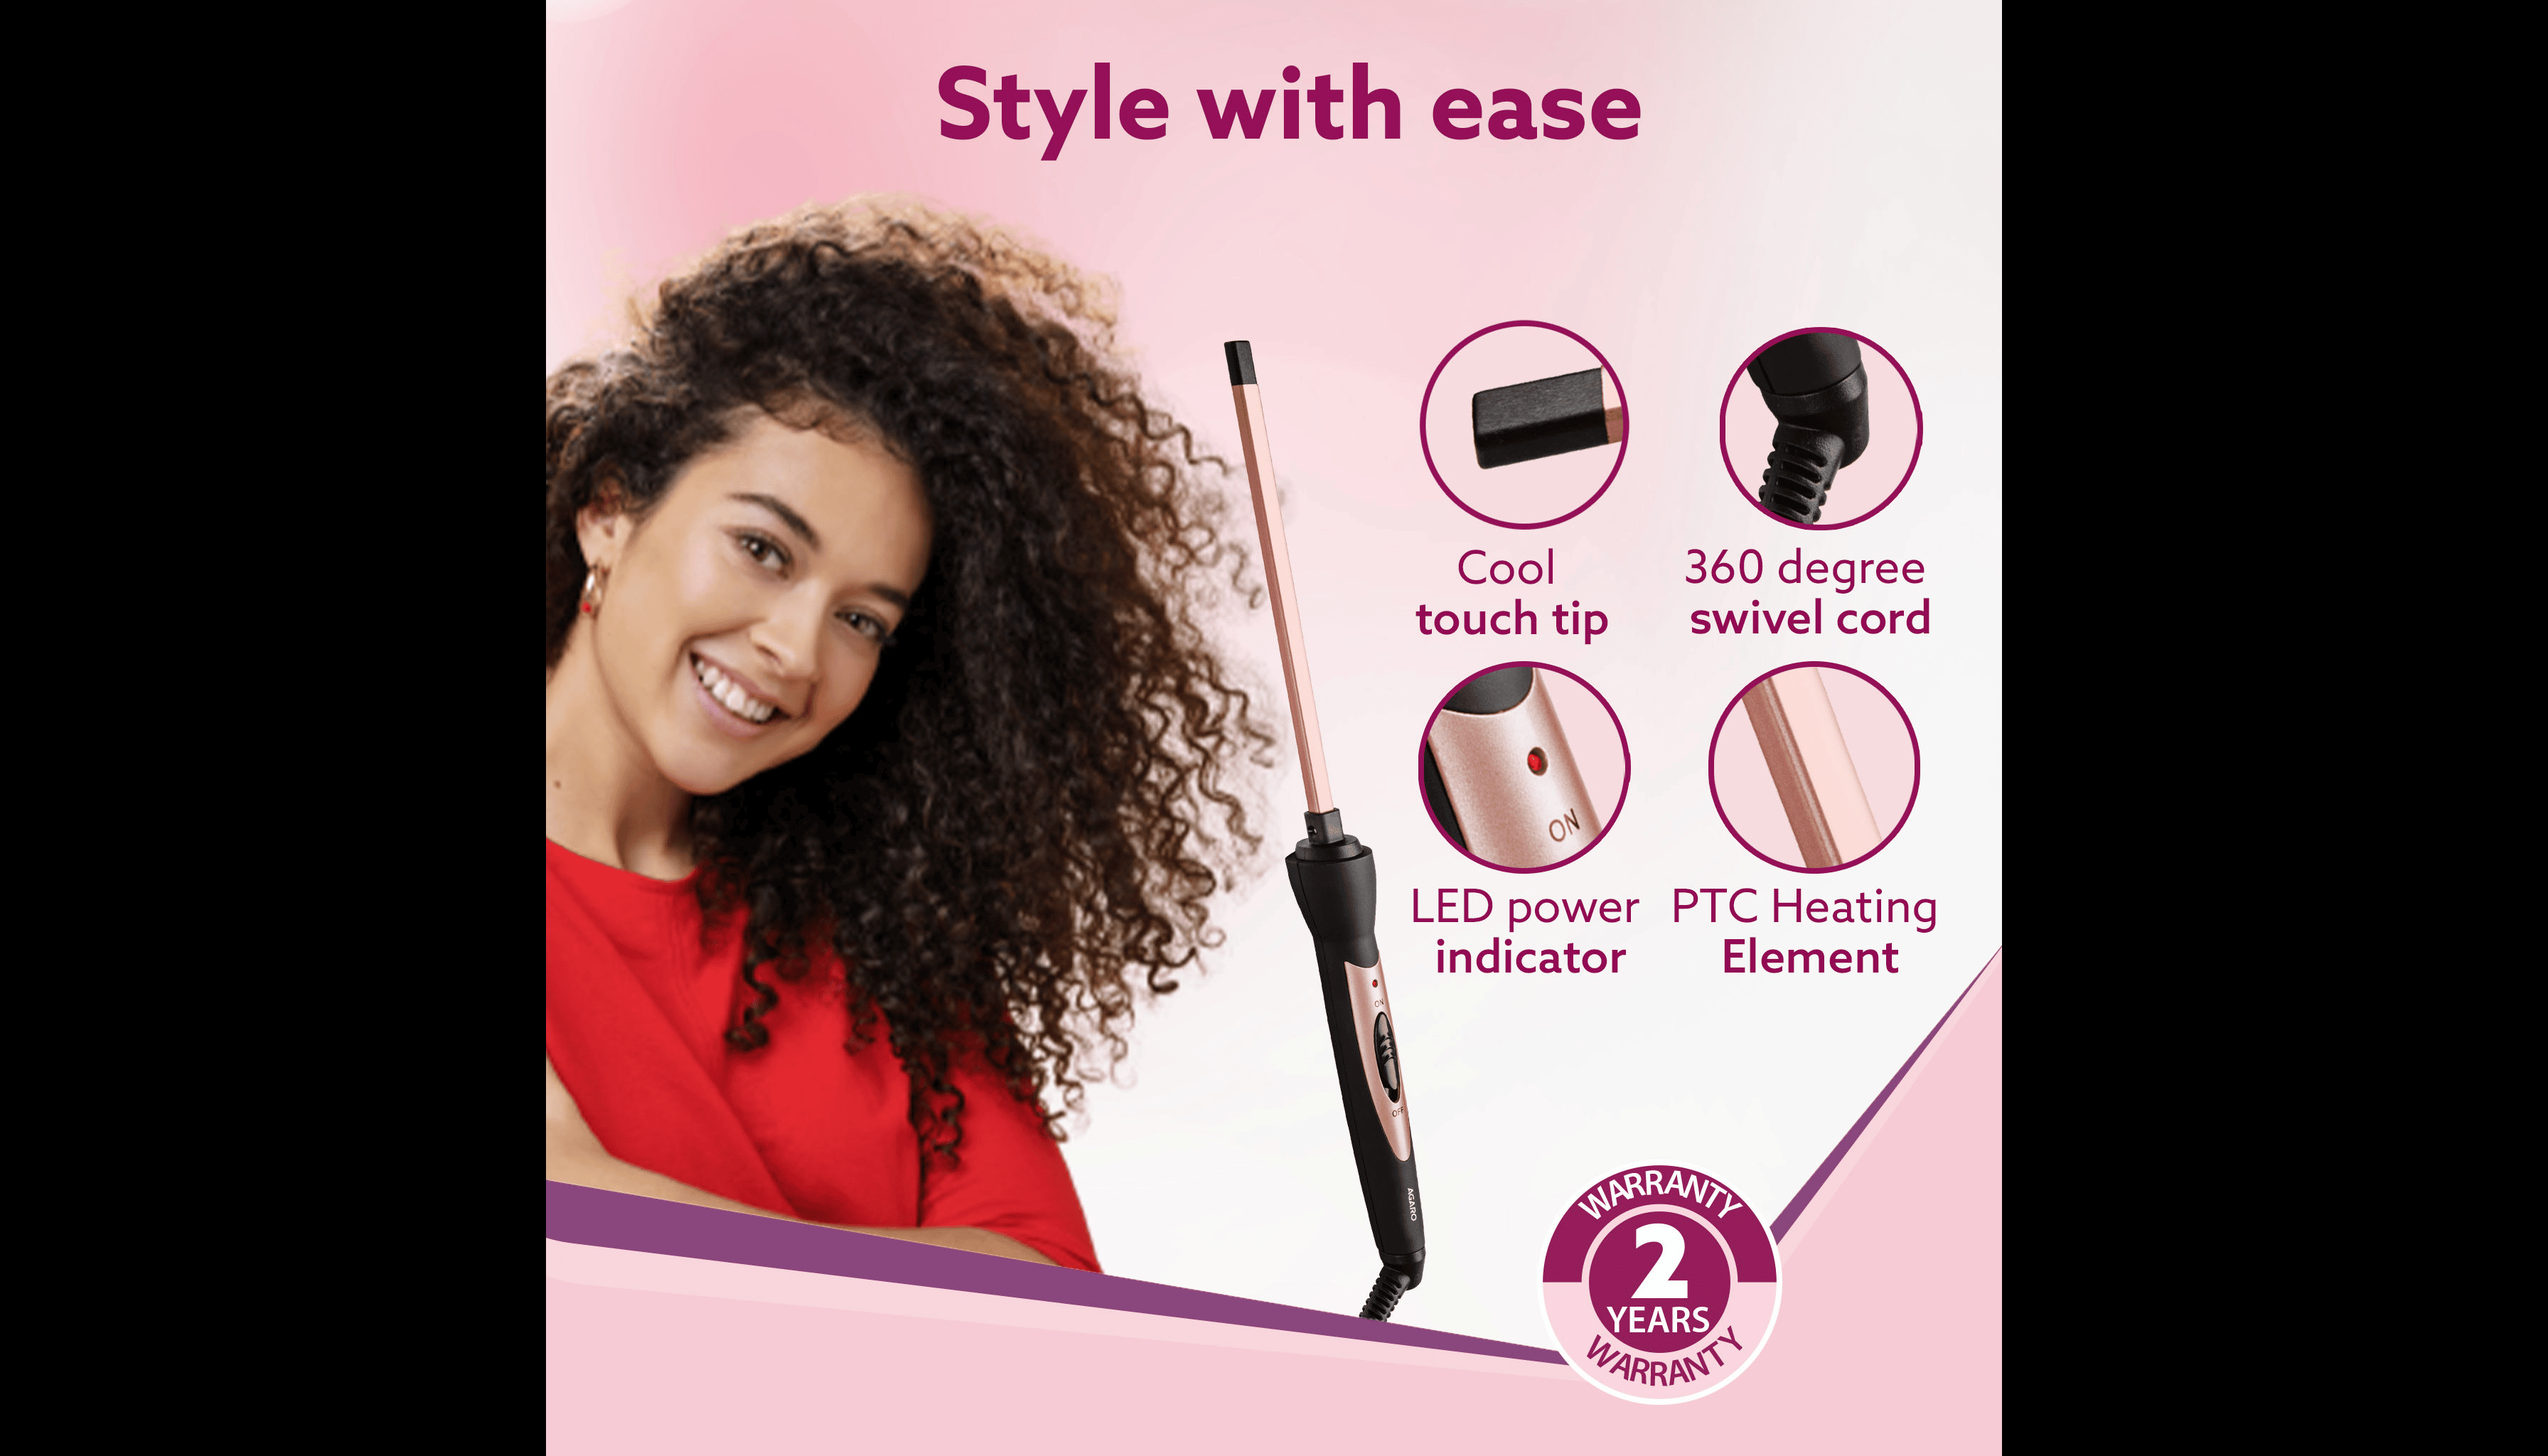 Style with ease
Cool
touch tip
360 degree
swivel cord
ON
LED power
indicator
PTC Heating
Element
ON
OFF
AGARO
WARRANTY
2
YEARS
WARRANTY